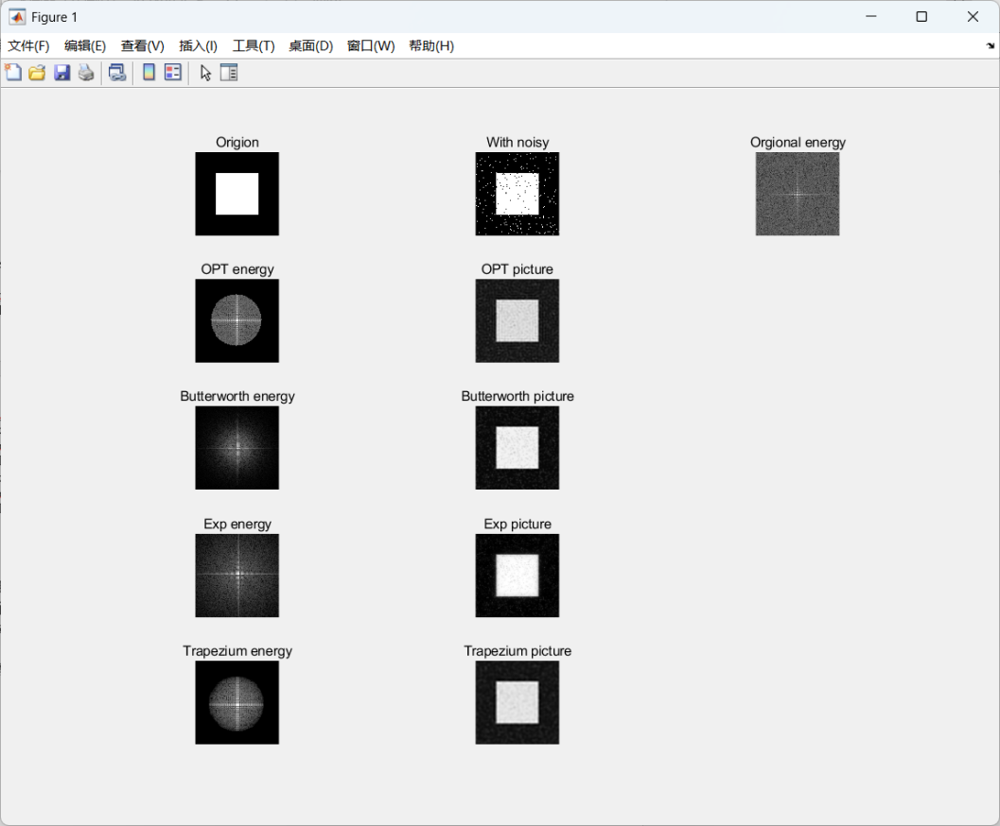 Figure 1
文件(F) 编辑(E) 查看(V) 插入(I) 工具(T) 桌面(D) 窗口(W) 帮助(H)
Origion With noisy Orgional energy
OPT energy OPT picture
Butterworth energy Butterworth picture
Exp energy Exp picture
Trapezium energy Trapezium picture